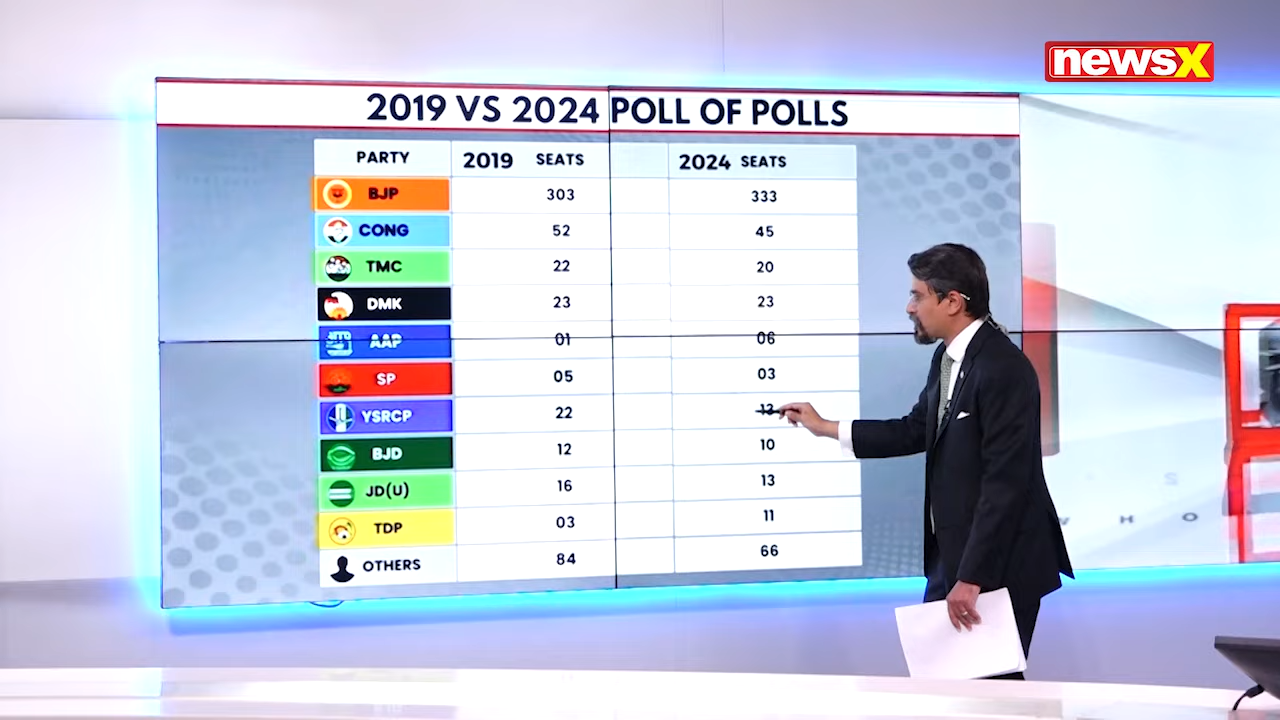 newsX
2019 VS 2024 POLL OF POLLS
PARTY 2019 SEATS 2024 SEATS
BJP 303 333
CONG 52 45
TMC 22 20
DMK 23 23
AAP 01 06
SP 05 03
YSRCP 22 13
BJD 12 10
JD(U) 16 13
TDP 03 11
OTHERS 84 66
W H O